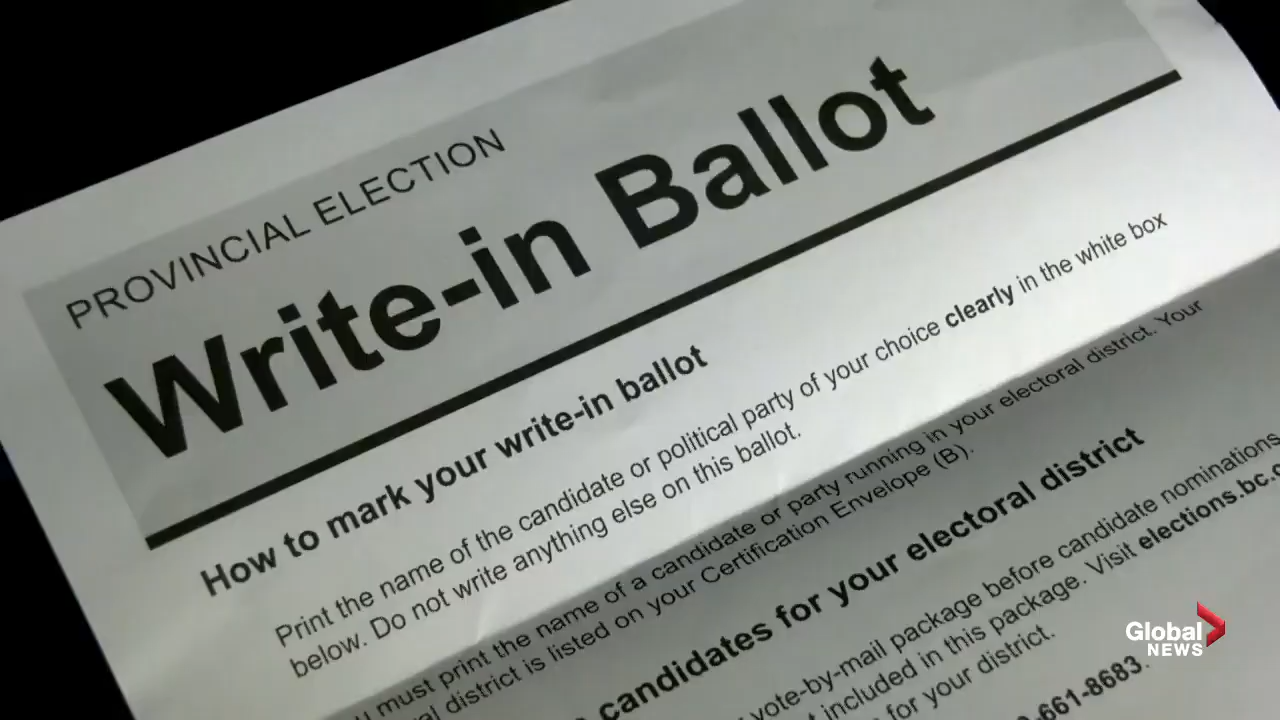 PROVINCIAL ELECTION
Write-in Ballot
How to mark your write-in ballot
Print the name of the candidate or political party of your choice clearly in the white box
below. Do not write anything else on this ballot.
must print the name of a candidate or party running in your electoral district. Your
district is listed on your Certification Envelope (B).
candidates for your electoral district
vote-by-mail package before candidate nominations
included in this package. Visit elections.bc.c
for your district.
-661-8683.
Global
NEWS